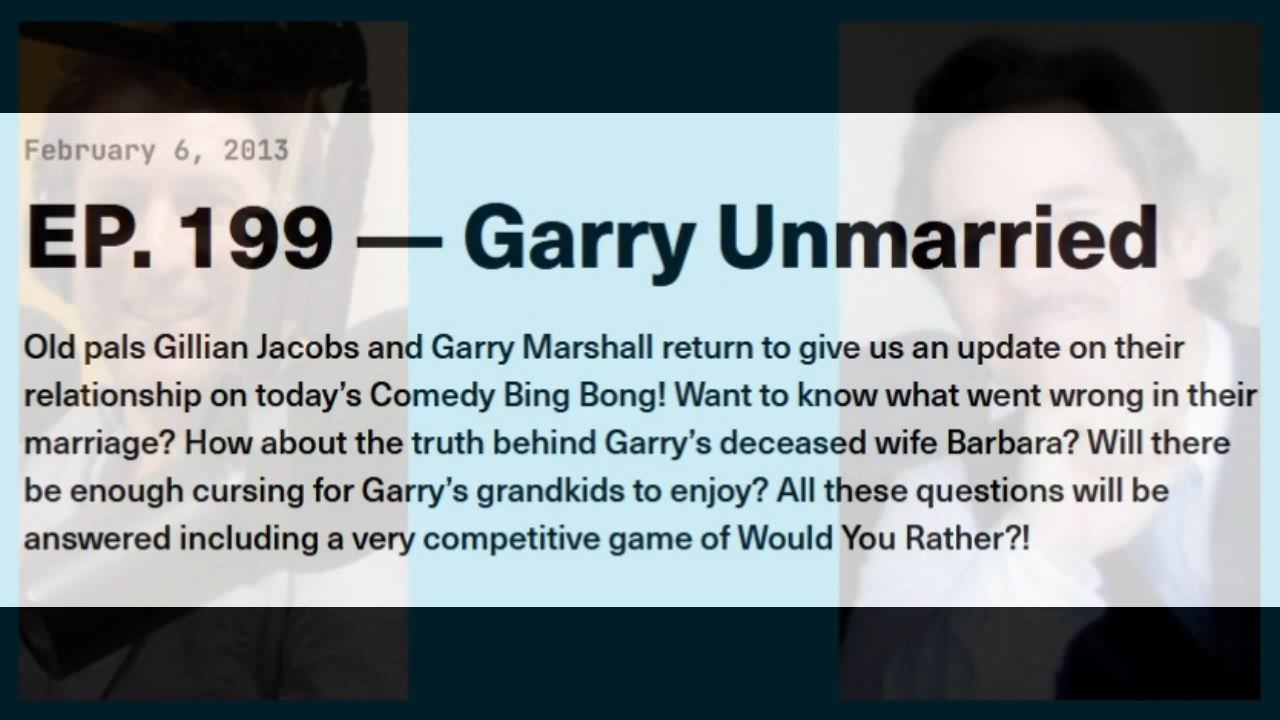 February 6, 2013
EP. 199 — Garry Unmarried
Old pals Gillian Jacobs and Garry Marshall return to give us an update on their
relationship on today’s Comedy Bing Bong! Want to know what went wrong in their
marriage? How about the truth behind Garry’s deceased wife Barbara? Will there
be enough cursing for Garry’s grandkids to enjoy? All these questions will be
answered including a very competitive game of Would You Rather?!